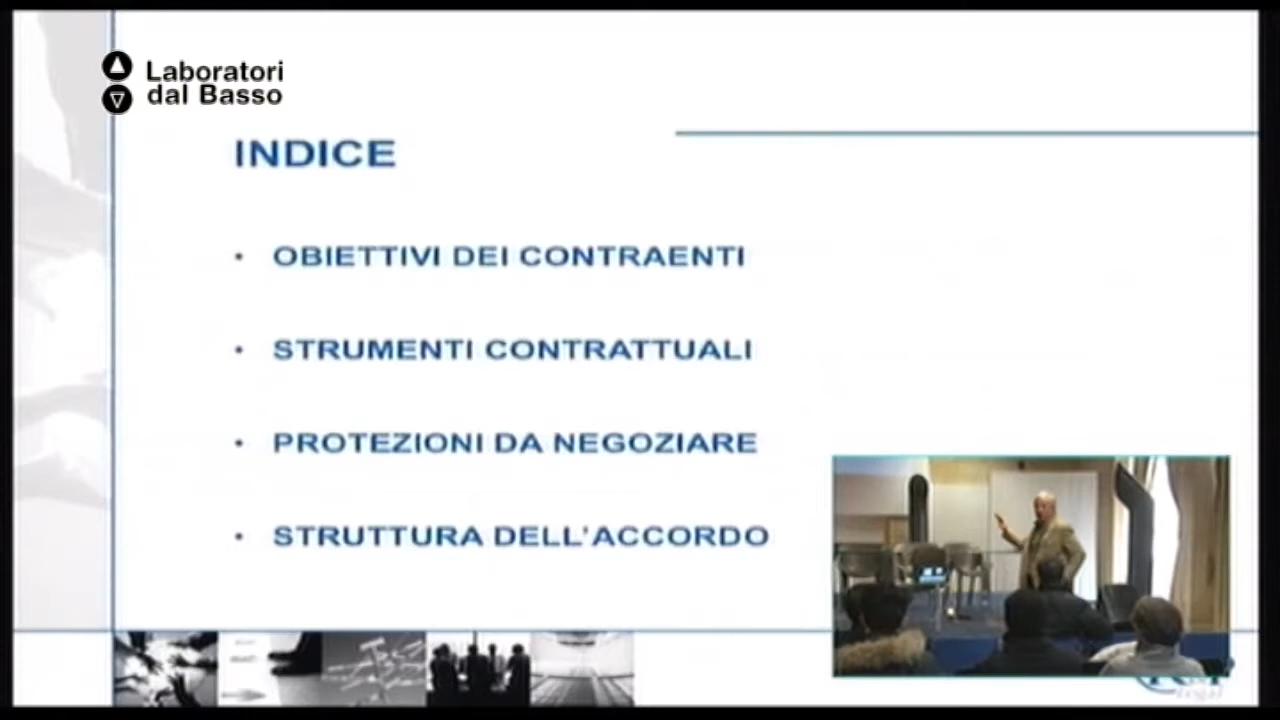 Laboratori
dal Basso
INDICE
• OBIETTIVI DEI CONTRAENTI
• STRUMENTI CONTRATTUALI
• PROTEZIONI DA NEGOZIARE
• STRUTTURA DELL'ACCORDO